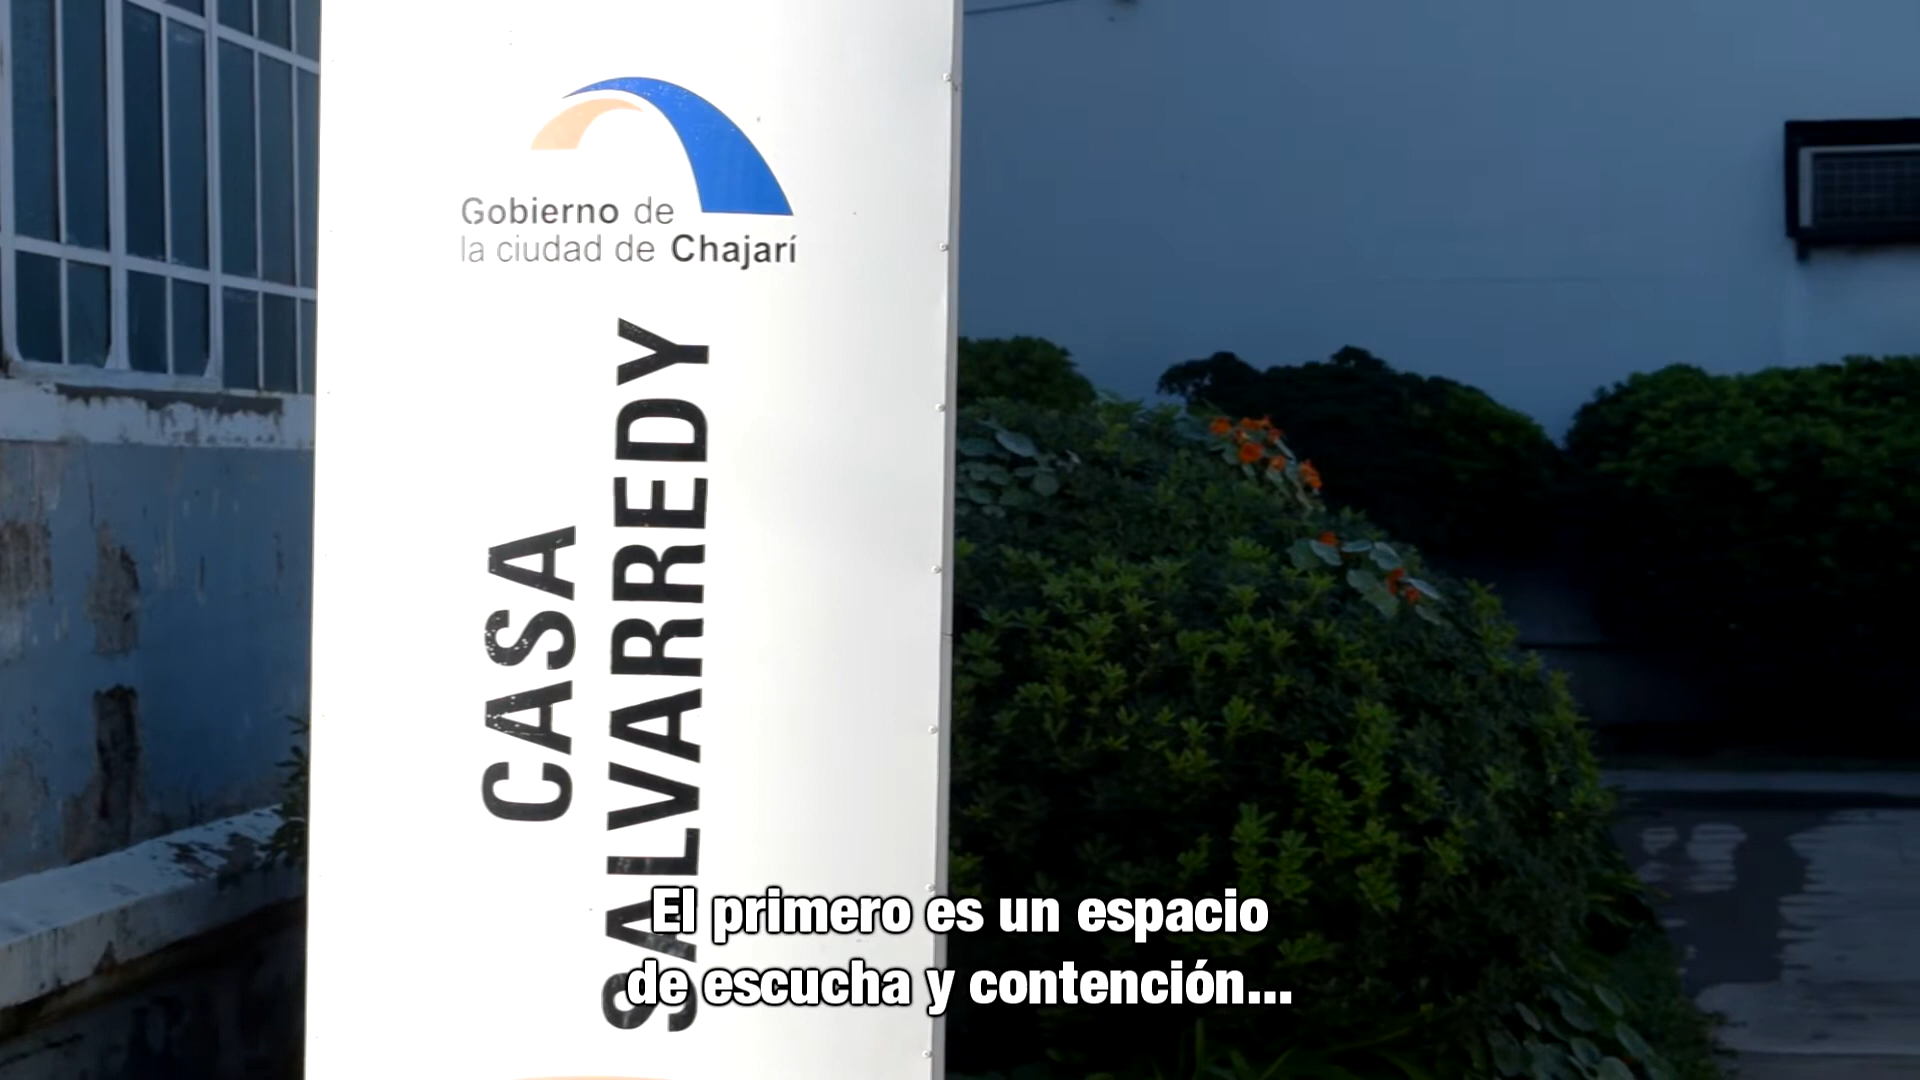 Gobierno de
la ciudad de Chajarí
CASA
SALVARREDY
El primero es un espacio
de escucha y contención...